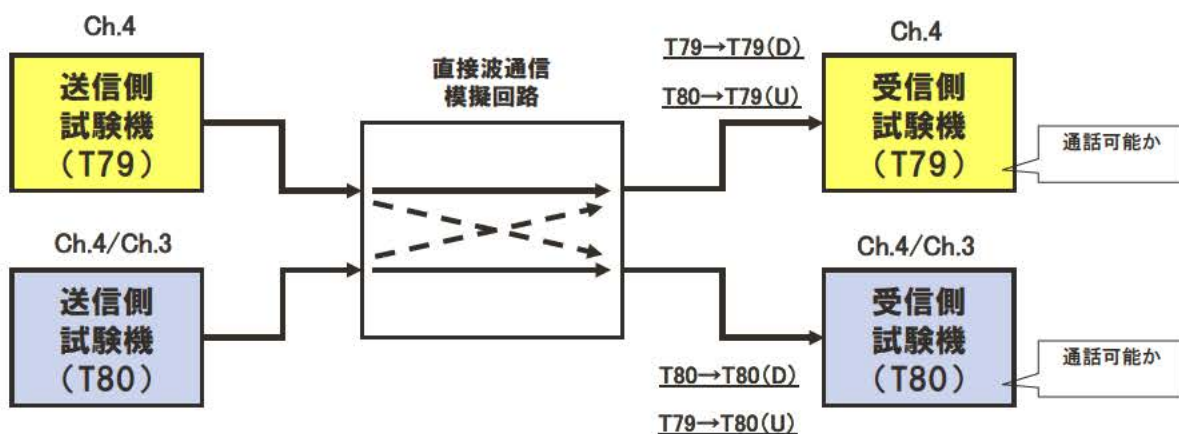 Ch.4
送信側
試験機
（T79）
Ch.4/Ch.3
送信側
試験機
（T80）
直接波通信
模擬回路
T79→T79(D)
T80→T79(U)
Ch.4
受信側
試験機
（T79）
通話可能か
Ch.4/Ch.3
受信側
試験機
（T80）
通話可能か
T80→T80(D)
T79→T80(U)